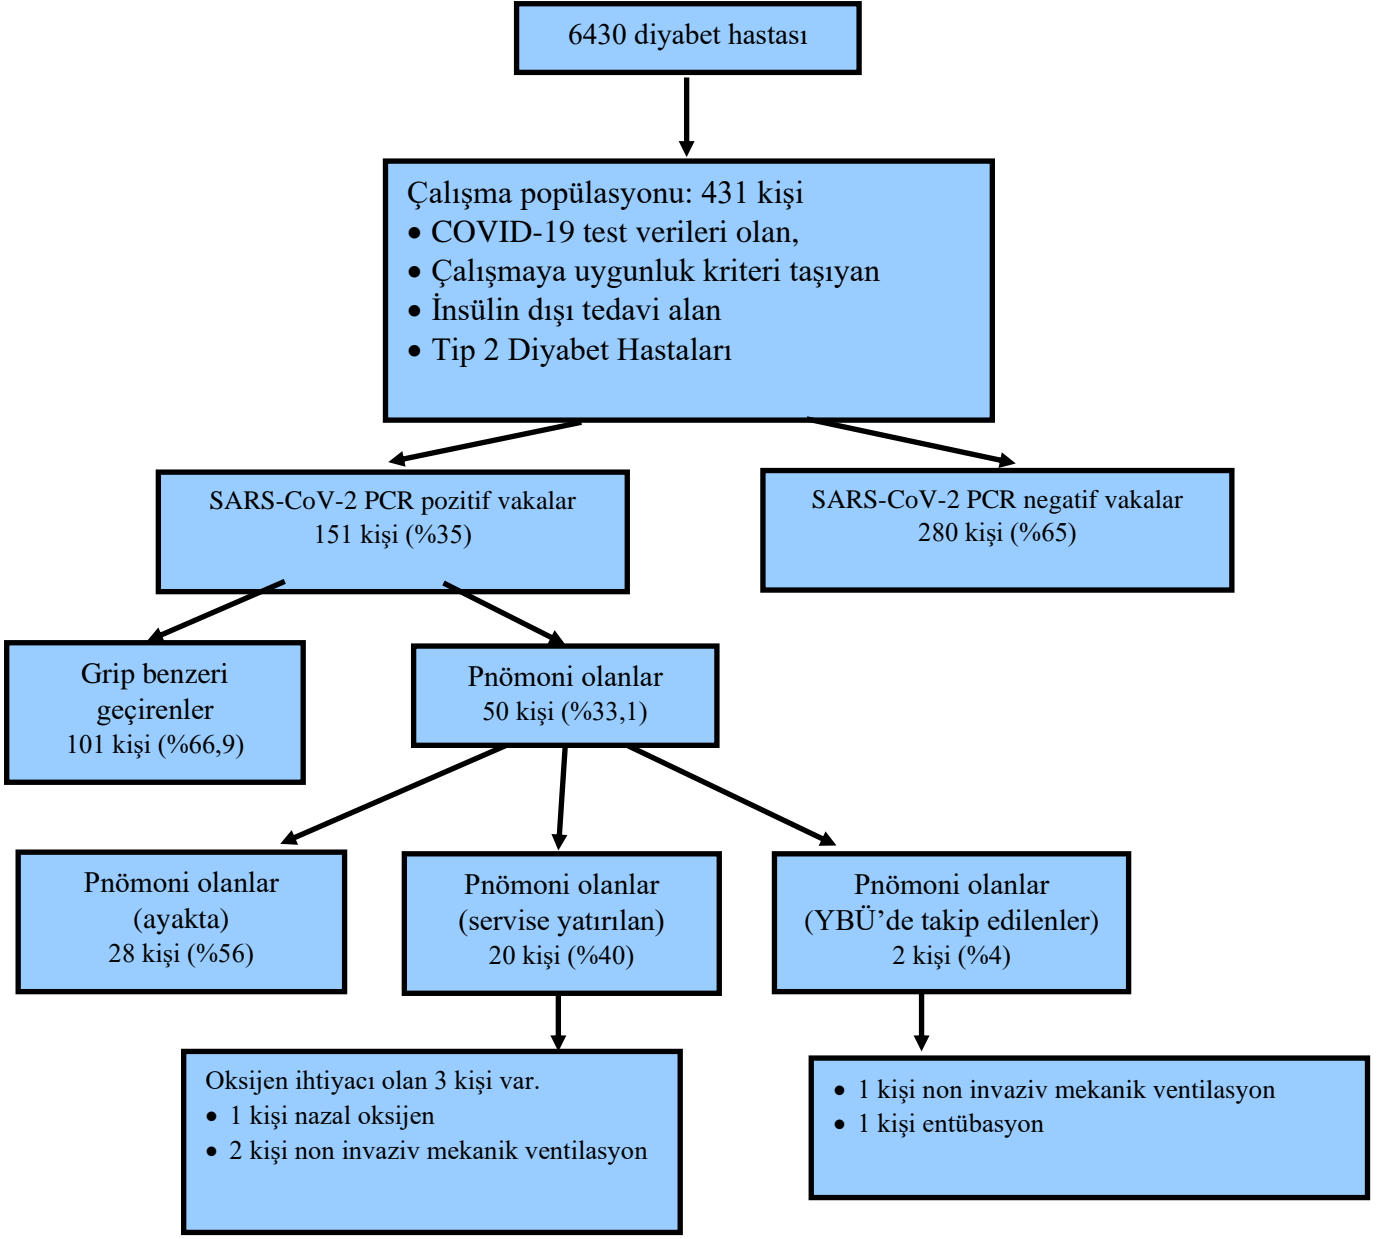 6430 diyabet hastası
Çalışma popülasyonu: 431 kişi
• COVID-19 test verileri olan,
• Çalışmaya uygunluk kriteri taşıyan
• İnsülin dışı tedavi alan
• Tip 2 Diyabet Hastaları
SARS-CoV-2 PCR pozitif vakalar
151 kişi (%35)
SARS-CoV-2 PCR negatif vakalar
280 kişi (%65)
Grip benzeri
geçirenler
101 kişi (%66,9)
Pnömoni olanlar
50 kişi (%33,1)
Pnömoni olanlar
(ayakta)
28 kişi (%56)
Pnömoni olanlar
(servise yatırılan)
20 kişi (%40)
Pnömoni olanlar
(YBÜ’de takip edilenler)
2 kişi (%4)
Oksijen ihtiyacı olan 3 kişi var.
• 1 kişi nazal oksijen
• 2 kişi non invaziv mekanik ventilasyon
• 1 kişi non invaziv mekanik ventilasyon
• 1 kişi entübasyon